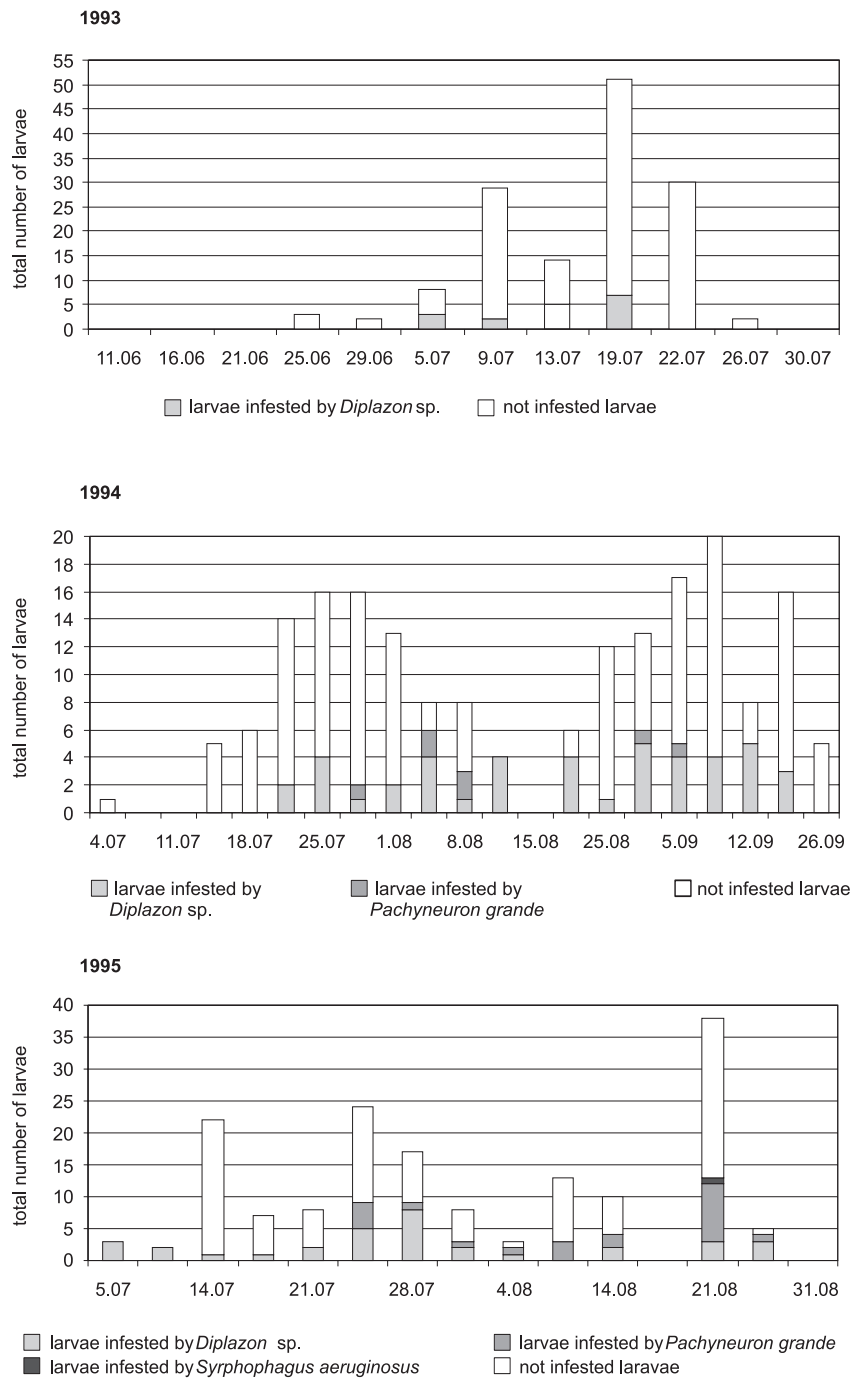 1993
total number of larvae
55
50
45
40
35
30
25
20
15
10
5
0
11.06 16.06 21.06 25.06 29.06 5.07 9.07 13.07 19.07 22.07 26.07 30.07
larvae infested by Diplazon sp. not infested larvae
1994
total number of larvae
20
18
16
14
12
10
8
6
4
2
0
4.07 11.07 18.07 25.07 1.08 8.08 15.08 25.08 5.09 12.09 26.09
larvae infested by Diplazon sp.
larvae infested by Pachyneuron grande
not infested larvae
1995
total number of larvae
40
35
30
25
20
15
10
5
0
5.07 14.07 21.07 28.07 4.08 14.08 21.08 31.08
larvae infested by Diplazon sp. larvae infested by Pachyneuron grande
larvae infested by Syrphophagus aeruginosus not infested laravae